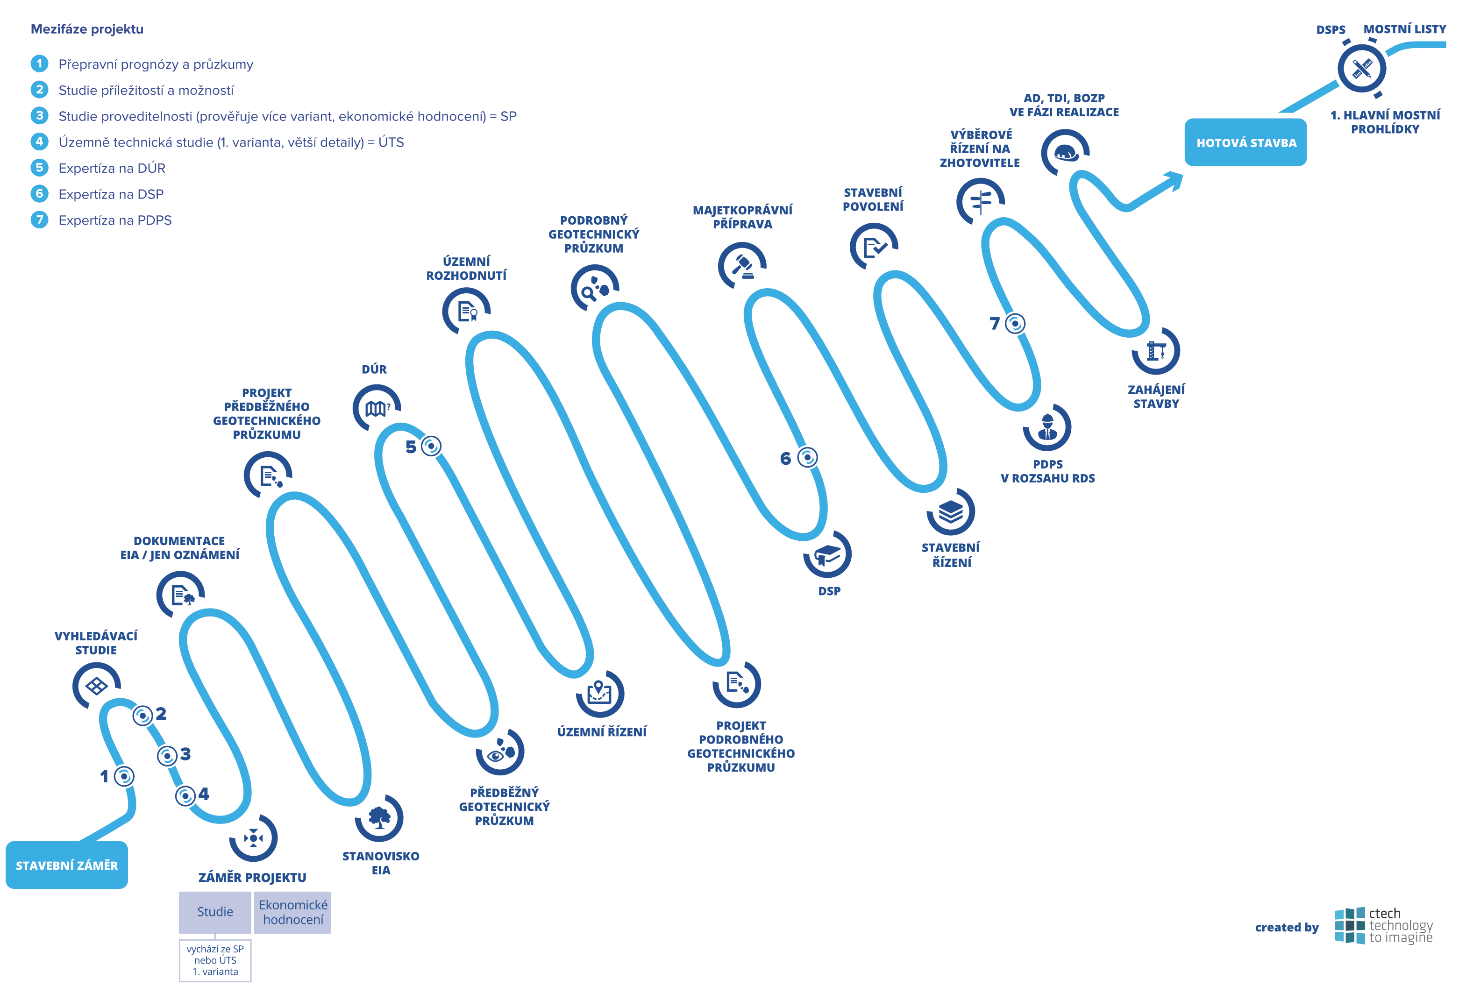 Mezifáze projektu
1 Přepravní prognózy a průzkumy
2 Studie příležitostí a možností
3 Studie proveditelnosti (prověřuje více variant, ekonomické hodnocení) = SP
4 Územně technická studie (1. varianta, větší detaily) = ÚTS
5 Expertíza na DÚR
6 Expertíza na DSP
7 Expertíza na PDPS
STAVEBNÍ ZÁMĚR
1
VYHLEDÁVACÍ
STUDIE
2
3
4
ZÁMĚR PROJEKTU
Studie
Ekonomické
hodnocení
vychází ze SP
nebo ÚTS
1. varianta
DOKUMENTACE
EIA / JEN OZNÁMENÍ
STANOVISKO
EIA
PROJEKT
PŘEDBĚŽNÉHO
GEOTECHNICKÉHO
PRŮZKUMU
PŘEDBĚŽNÝ
GEOTECHNICKÝ
PRŮZKUM
DÚR
?
5
ÚZEMNÍ ŘÍZENÍ
ÚZEMNÍ
ROZHODNUTÍ
PROJEKT
PODROBNÉHO
GEOTECHNICKÉHO
PRŮZKUMU
PODROBNÝ
GEOTECHNICKÝ
PRŮZKUM
6
DSP
MAJETKOPRÁVNÍ
PŘÍPRAVA
STAVEBNÍ
ŘÍZENÍ
STAVEBNÍ
POVOLENÍ
7
PDPS
V ROZSAHU RDS
VÝBĚROVÉ
ŘÍZENÍ NA
ZHOTOVITELE
ZAHÁJENÍ
STAVBY
AD, TDI, BOZP
VE FÁZI REALIZACE
HOTOVÁ STAVBA
DSPS
MOSTNÍ LISTY
1. HLAVNÍ MOSTNÍ
PROHLÍDKY
created by
ctech
technology
to imagine